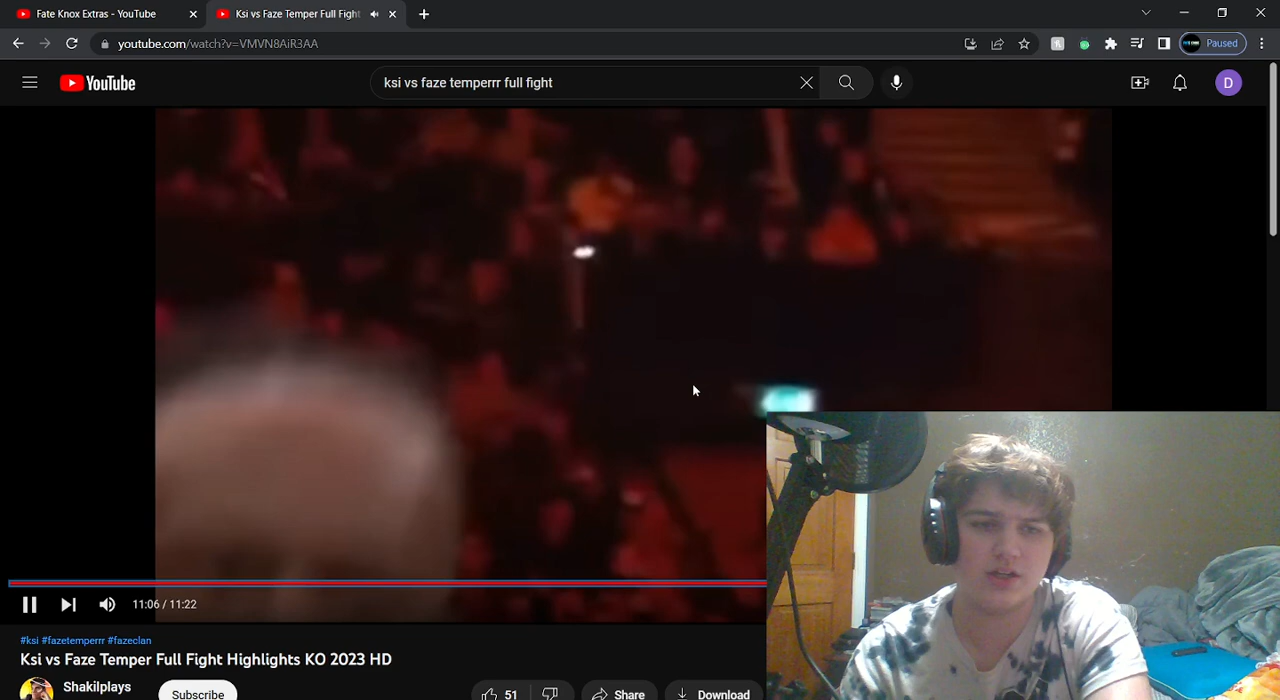 Fate Knox Extras - YouTube
Ksi vs Faze Temper Full Fight
youtube.com/watch?v=VMVN8AiR3AA
Paused
YouTube
ksi vs faze temperrr full fight
D
11:06 / 11:22
#ksi #fazetemperrr #fazeclan
Ksi vs Faze Temper Full Fight Highlights KO 2023 HD
Shakilplays
Subscribe
51
Share
Download